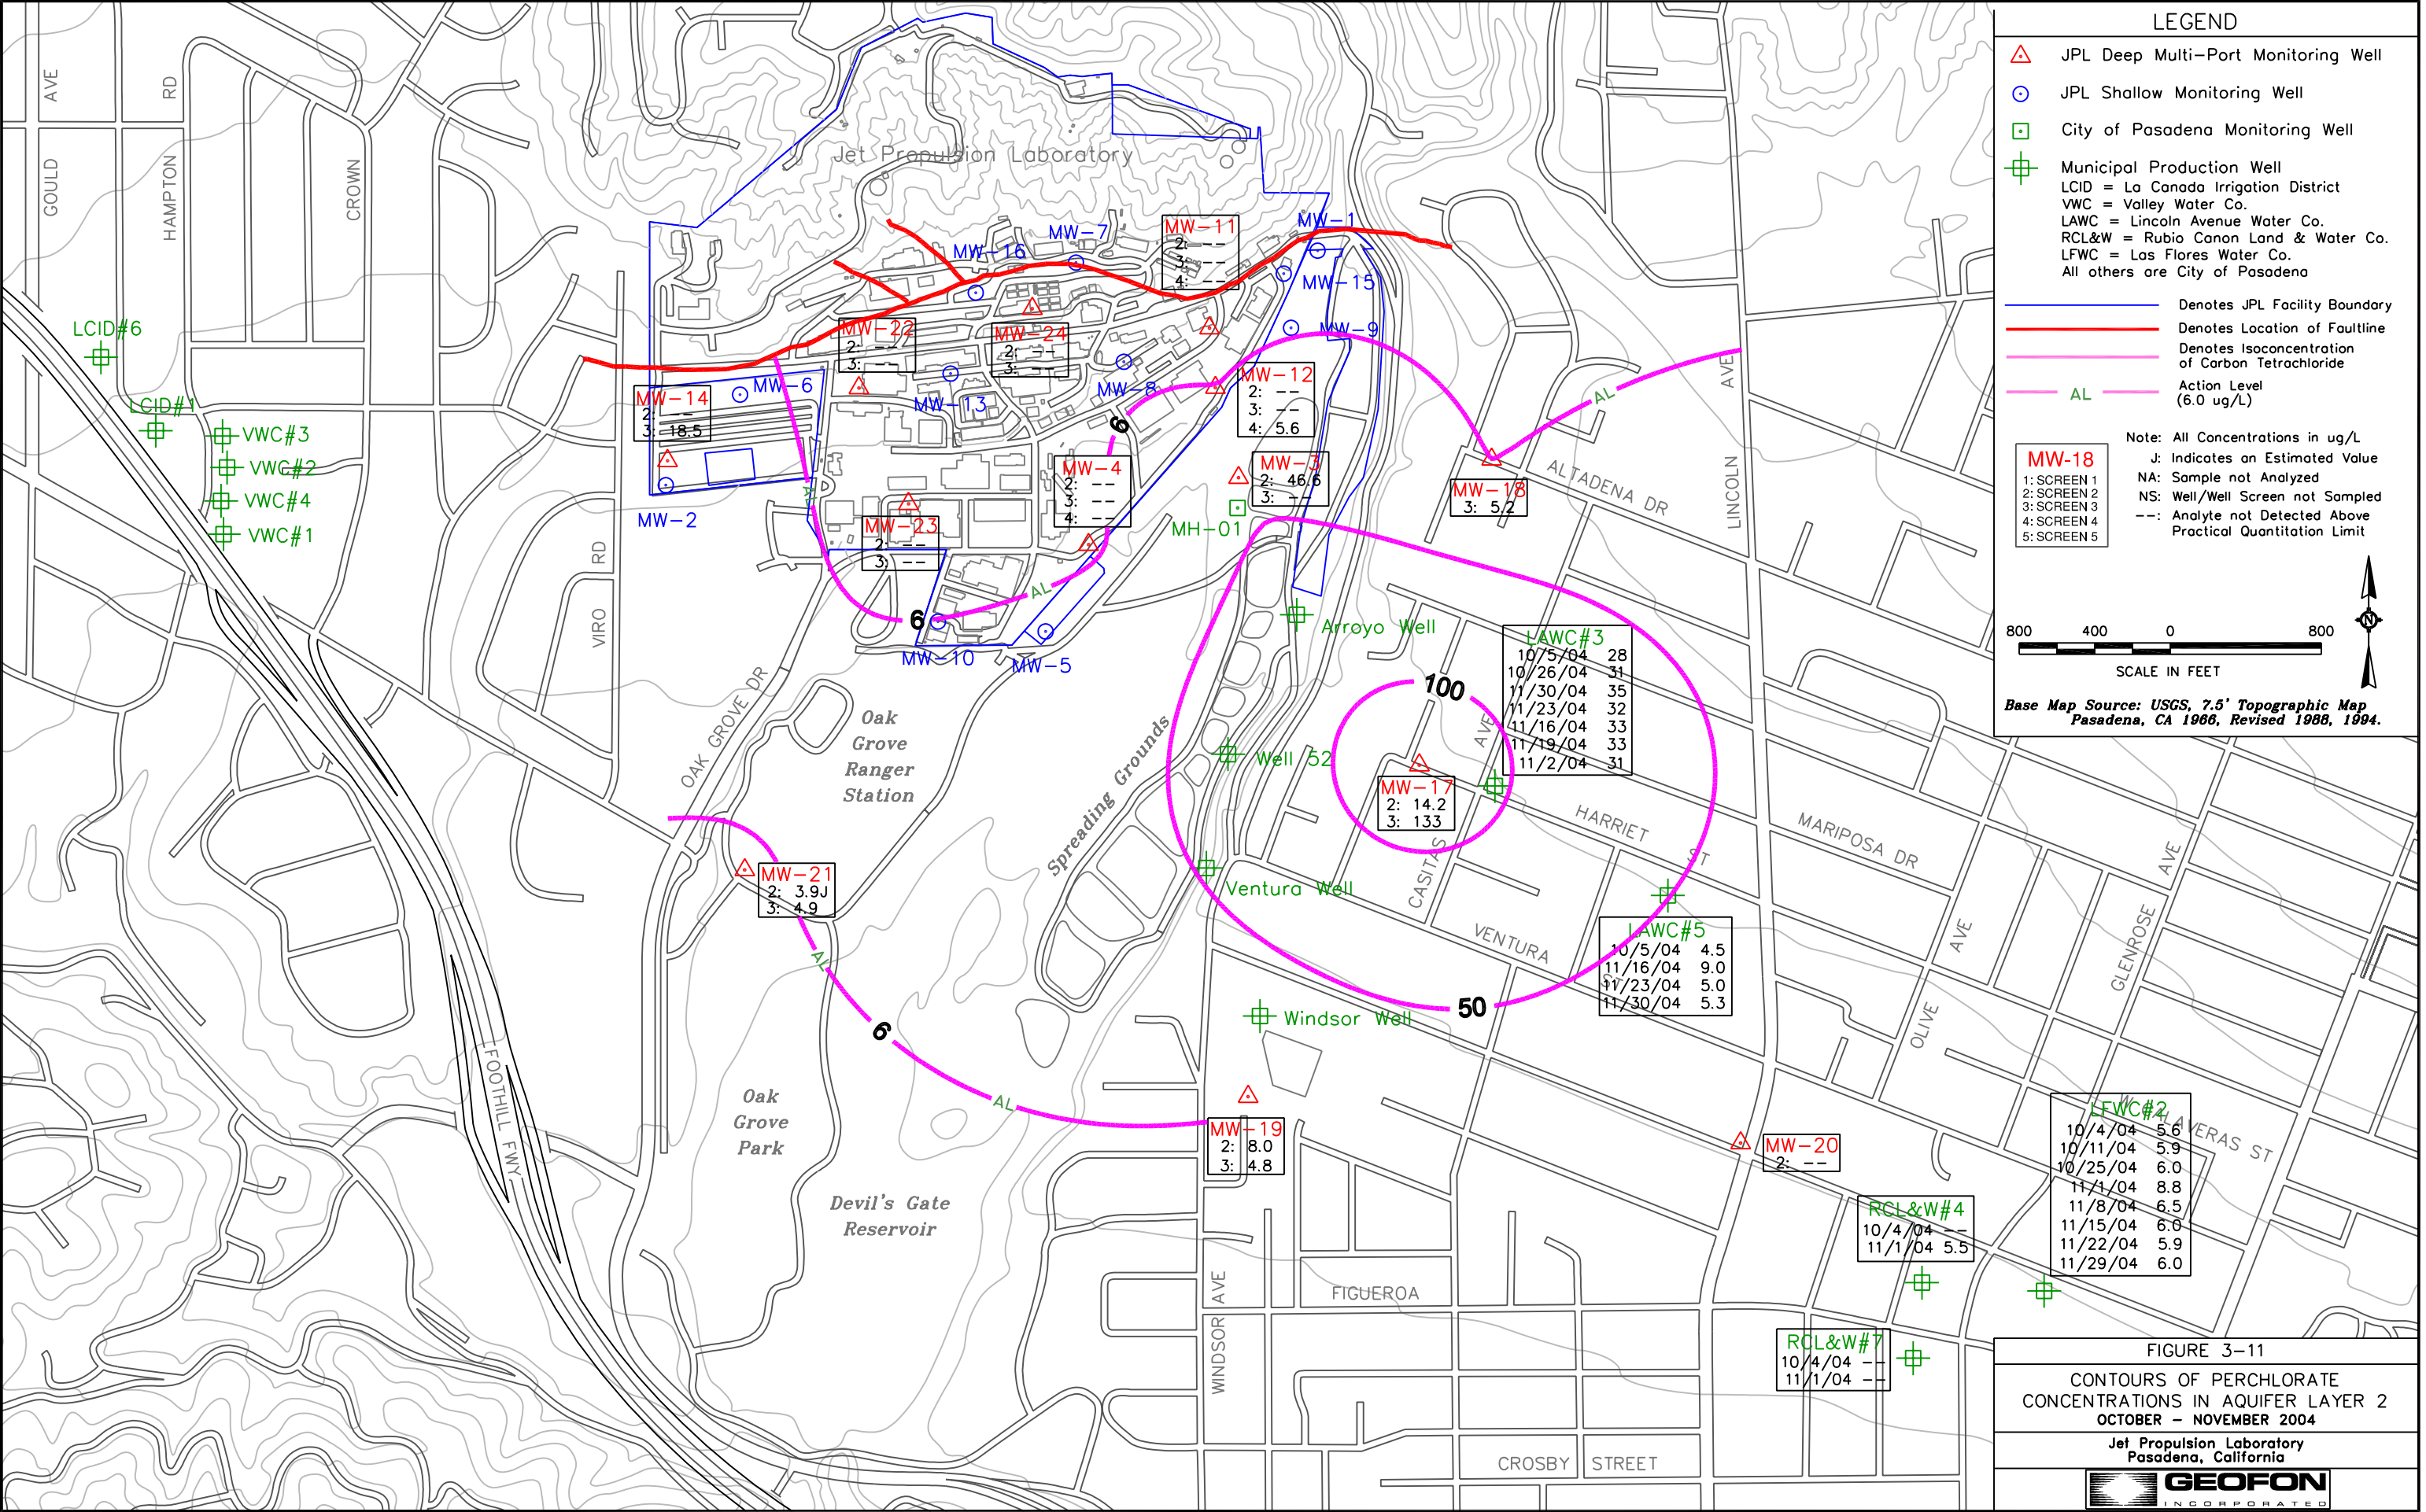 LEGEND
JPL Deep Multi-Port Monitoring Well
JPL Shallow Monitoring Well
City of Pasadena Monitoring Well
Municipal Production Well
LCID = La Canada Irrigation District
VWC = Valley Water Co.
LAWC = Lincoln Avenue Water Co.
RCL&W = Rubio Canon Land & Water Co.
LFWC = Las Flores Water Co.
All others are City of Pasadena
Denotes JPL Facility Boundary
Denotes Location of Faultline
Denotes Isoconcentration
of Carbon Tetrachloride
AL
Action Level
(6.0 ug/L)
Note: All Concentrations in ug/L
J: Indicates an Estimated Value
NA: Sample not Analyzed
NS: Well/Well Screen not Sampled
--: Analyte not Detected Above
Practical Quantitation Limit
MW-18
1: SCREEN 1
2: SCREEN 2
3: SCREEN 3
4: SCREEN 4
5: SCREEN 5
N
800 400 0 800
SCALE IN FEET
Base Map Source: USGS, 7.5' Topographic Map
Pasadena, CA 1966, Revised 1988, 1994.
GOULD AVE
HAMPTON RD
CROWN
Jet Propulsion Laboratory
MW-1
MW-7
MW-16
MW-11
2: --
3: --
4: --
MW-15
MW-9
LCID#6
LCID#1
VWC#3
VWC#2
VWC#4
VWC#1
MW-22
2: --
3: --
MW-24
2: --
3: --
MW-6
MW-13
MW-8
MW-14
2: --
3: 18.5
MW-12
2: --
3: --
4: 5.6
6
AL
MW-2
AL
MW-4
2: --
3: --
4: --
MW-3
2: 46.6
3: --
MH-01
MW-18
3: 5.2
ALTADENA DR
LINCOLN AVE
MW-23
2: --
3: --
AL
6
MW-10
MW-5
VIRO RD
Arroyo Well
LAWC#3
10/5/04 28
10/26/04 31
11/30/04 35
11/23/04 32
11/16/04 33
11/19/04 33
11/2/04 31
100
OAK GROVE DR
Oak
Grove
Ranger
Station
Spreading Grounds
Well 52
MW-17
2: 14.2
3: 133
CASITAS AVE
HARRIET ST
MARIPOSA DR
MW-21
2: 3.9J
3: 4.9
Ventura Well
VENTURA ST
LAWC#5
10/5/04 4.5
11/16/04 9.0
11/23/04 5.0
11/30/04 5.3
OLIVE AVE
GLENROSE AVE
AL
6
50
Windsor Well
FOOTHILL FWY
AL
Oak
Grove
Park
MW-19
2: 8.0
3: 4.8
MW-20
2: --
LFWC#2
10/4/04 5.6
10/11/04 5.9
10/25/04 6.0
11/1/04 8.8
11/8/04 6.5
11/15/04 6.0
11/22/04 5.9
11/29/04 6.0
W CALAVERAS ST
Devil's Gate
Reservoir
RCL&W#4
10/4/04 --
11/1/04 5.5
WINDSOR AVE
FIGUEROA
RCL&W#7
10/4/04 --
11/1/04 --
CROSBY STREET
FIGURE 3-11
CONTOURS OF PERCHLORATE
CONCENTRATIONS IN AQUIFER LAYER 2
OCTOBER - NOVEMBER 2004
Jet Propulsion Laboratory
Pasadena, California
GEOFON
INCORPORATED